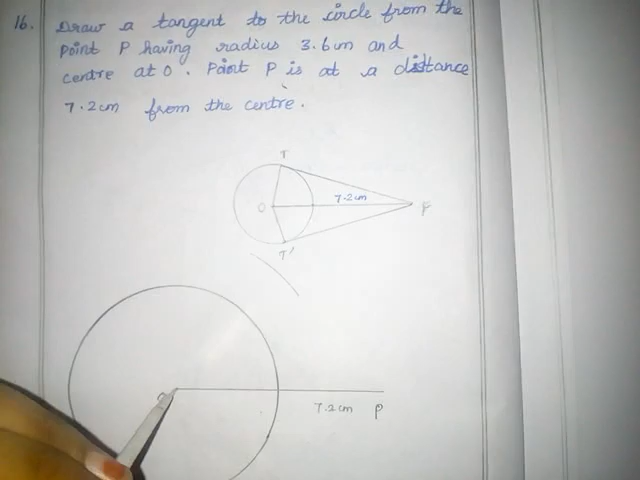 16. Draw a tangent to the circle from the
Point P having radius 3.6cm and
centre at O. Point P is at a distance
7.2cm from the centre.
T
O
7.2cm
P
T'
O
7.2cm P